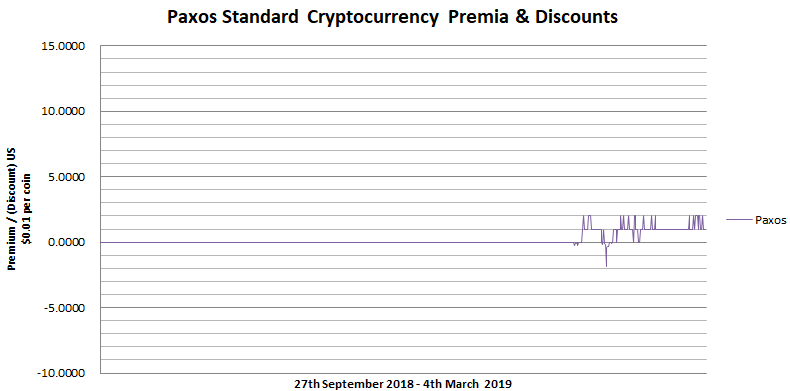 Paxos Standard Cryptocurrency Premia & Discounts
Premium / (Discount) US
$0.01 per coin
15.0000
10.0000
5.0000
0.0000
-5.0000
-10.0000
Paxos
27th September 2018 - 4th March 2019